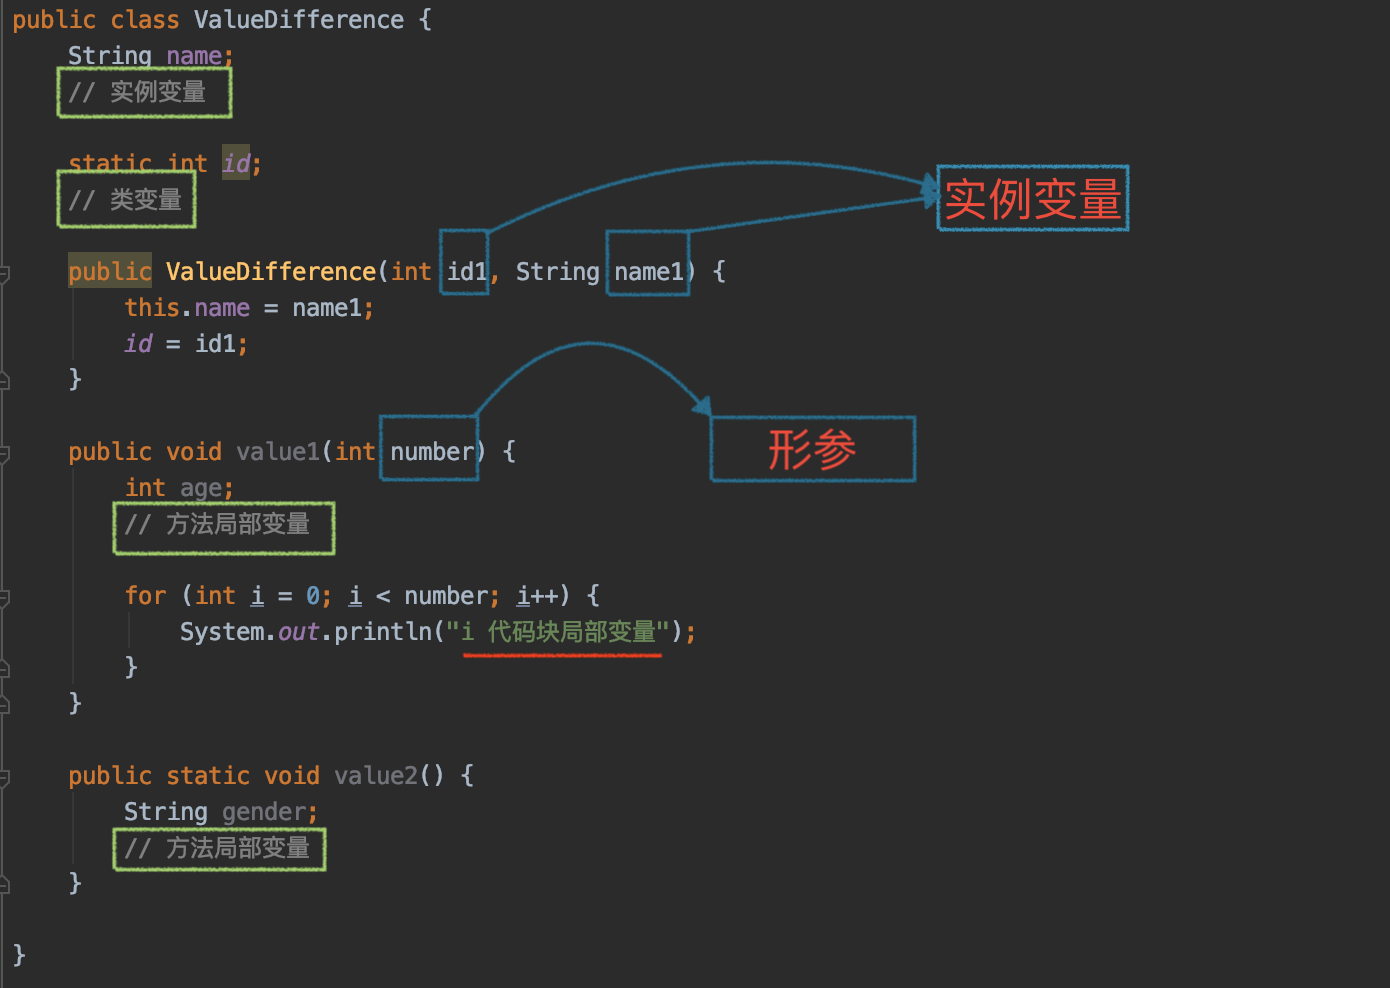 public class ValueDifference {
String name;
// 实例变量
static int id;
// 类变量
实例变量
public ValueDifference(int id1, String name1) {
this.name = name1;
id = id1;
}
public void value1(int number) {
形参
int age;
// 方法局部变量
for (int i = 0; i < number; i++) {
System.out.println("i 代码块局部变量");
}
}
public static void value2() {
String gender;
// 方法局部变量
}
}